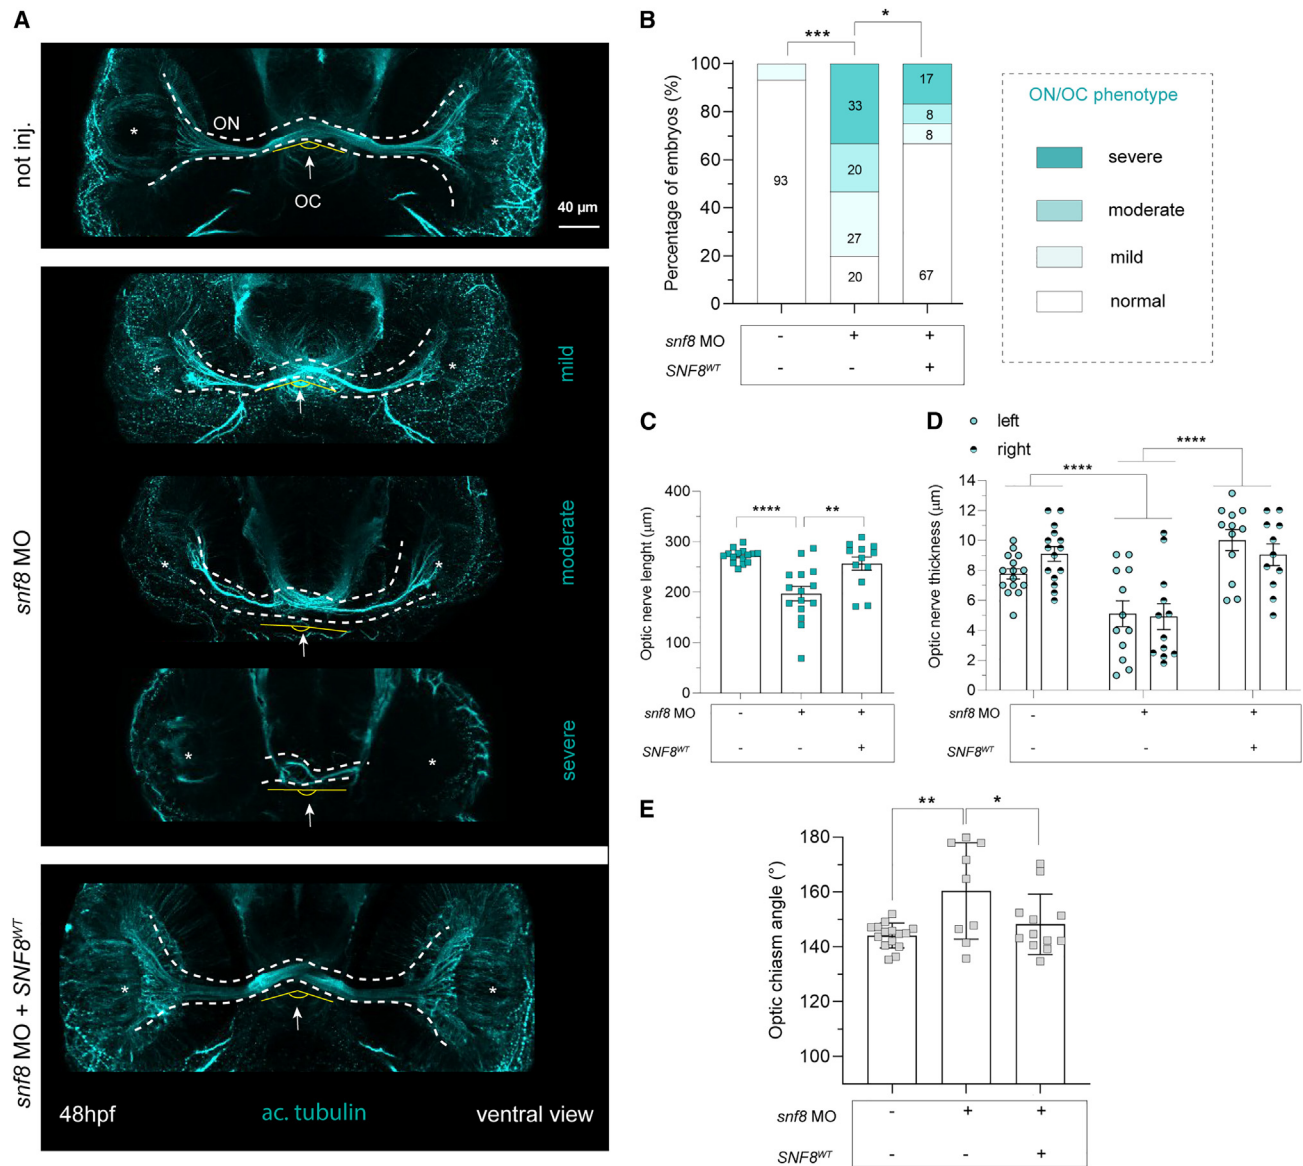 A
not inj.
ON
OC
40 µm
*
*
snf8 MO
mild
*
*
moderate
*
*
severe
*
*
snf8 MO + SNF8WT
*
*
48hpf ac. tubulin ventral view
B
***
*
Percentage of embryos (%)
100
80
60
40
20
0
93
33
20
27
20
17
8
8
67
snf8 MO - + +
SNF8WT - - +
ON/OC phenotype
severe
moderate
mild
normal
C
Optic nerve lenght (µm)
400
300
200
100
0
**** **
snf8 MO - + +
SNF8WT - - +
D
left
right
****
****
Optic nerve thickness (µm)
14
12
10
8
6
4
2
0
snf8 MO - + +
SNF8WT - - +
E
** *
Optic chiasm angle (°)
180
160
140
120
100
snf8 MO - + +
SNF8WT - - +